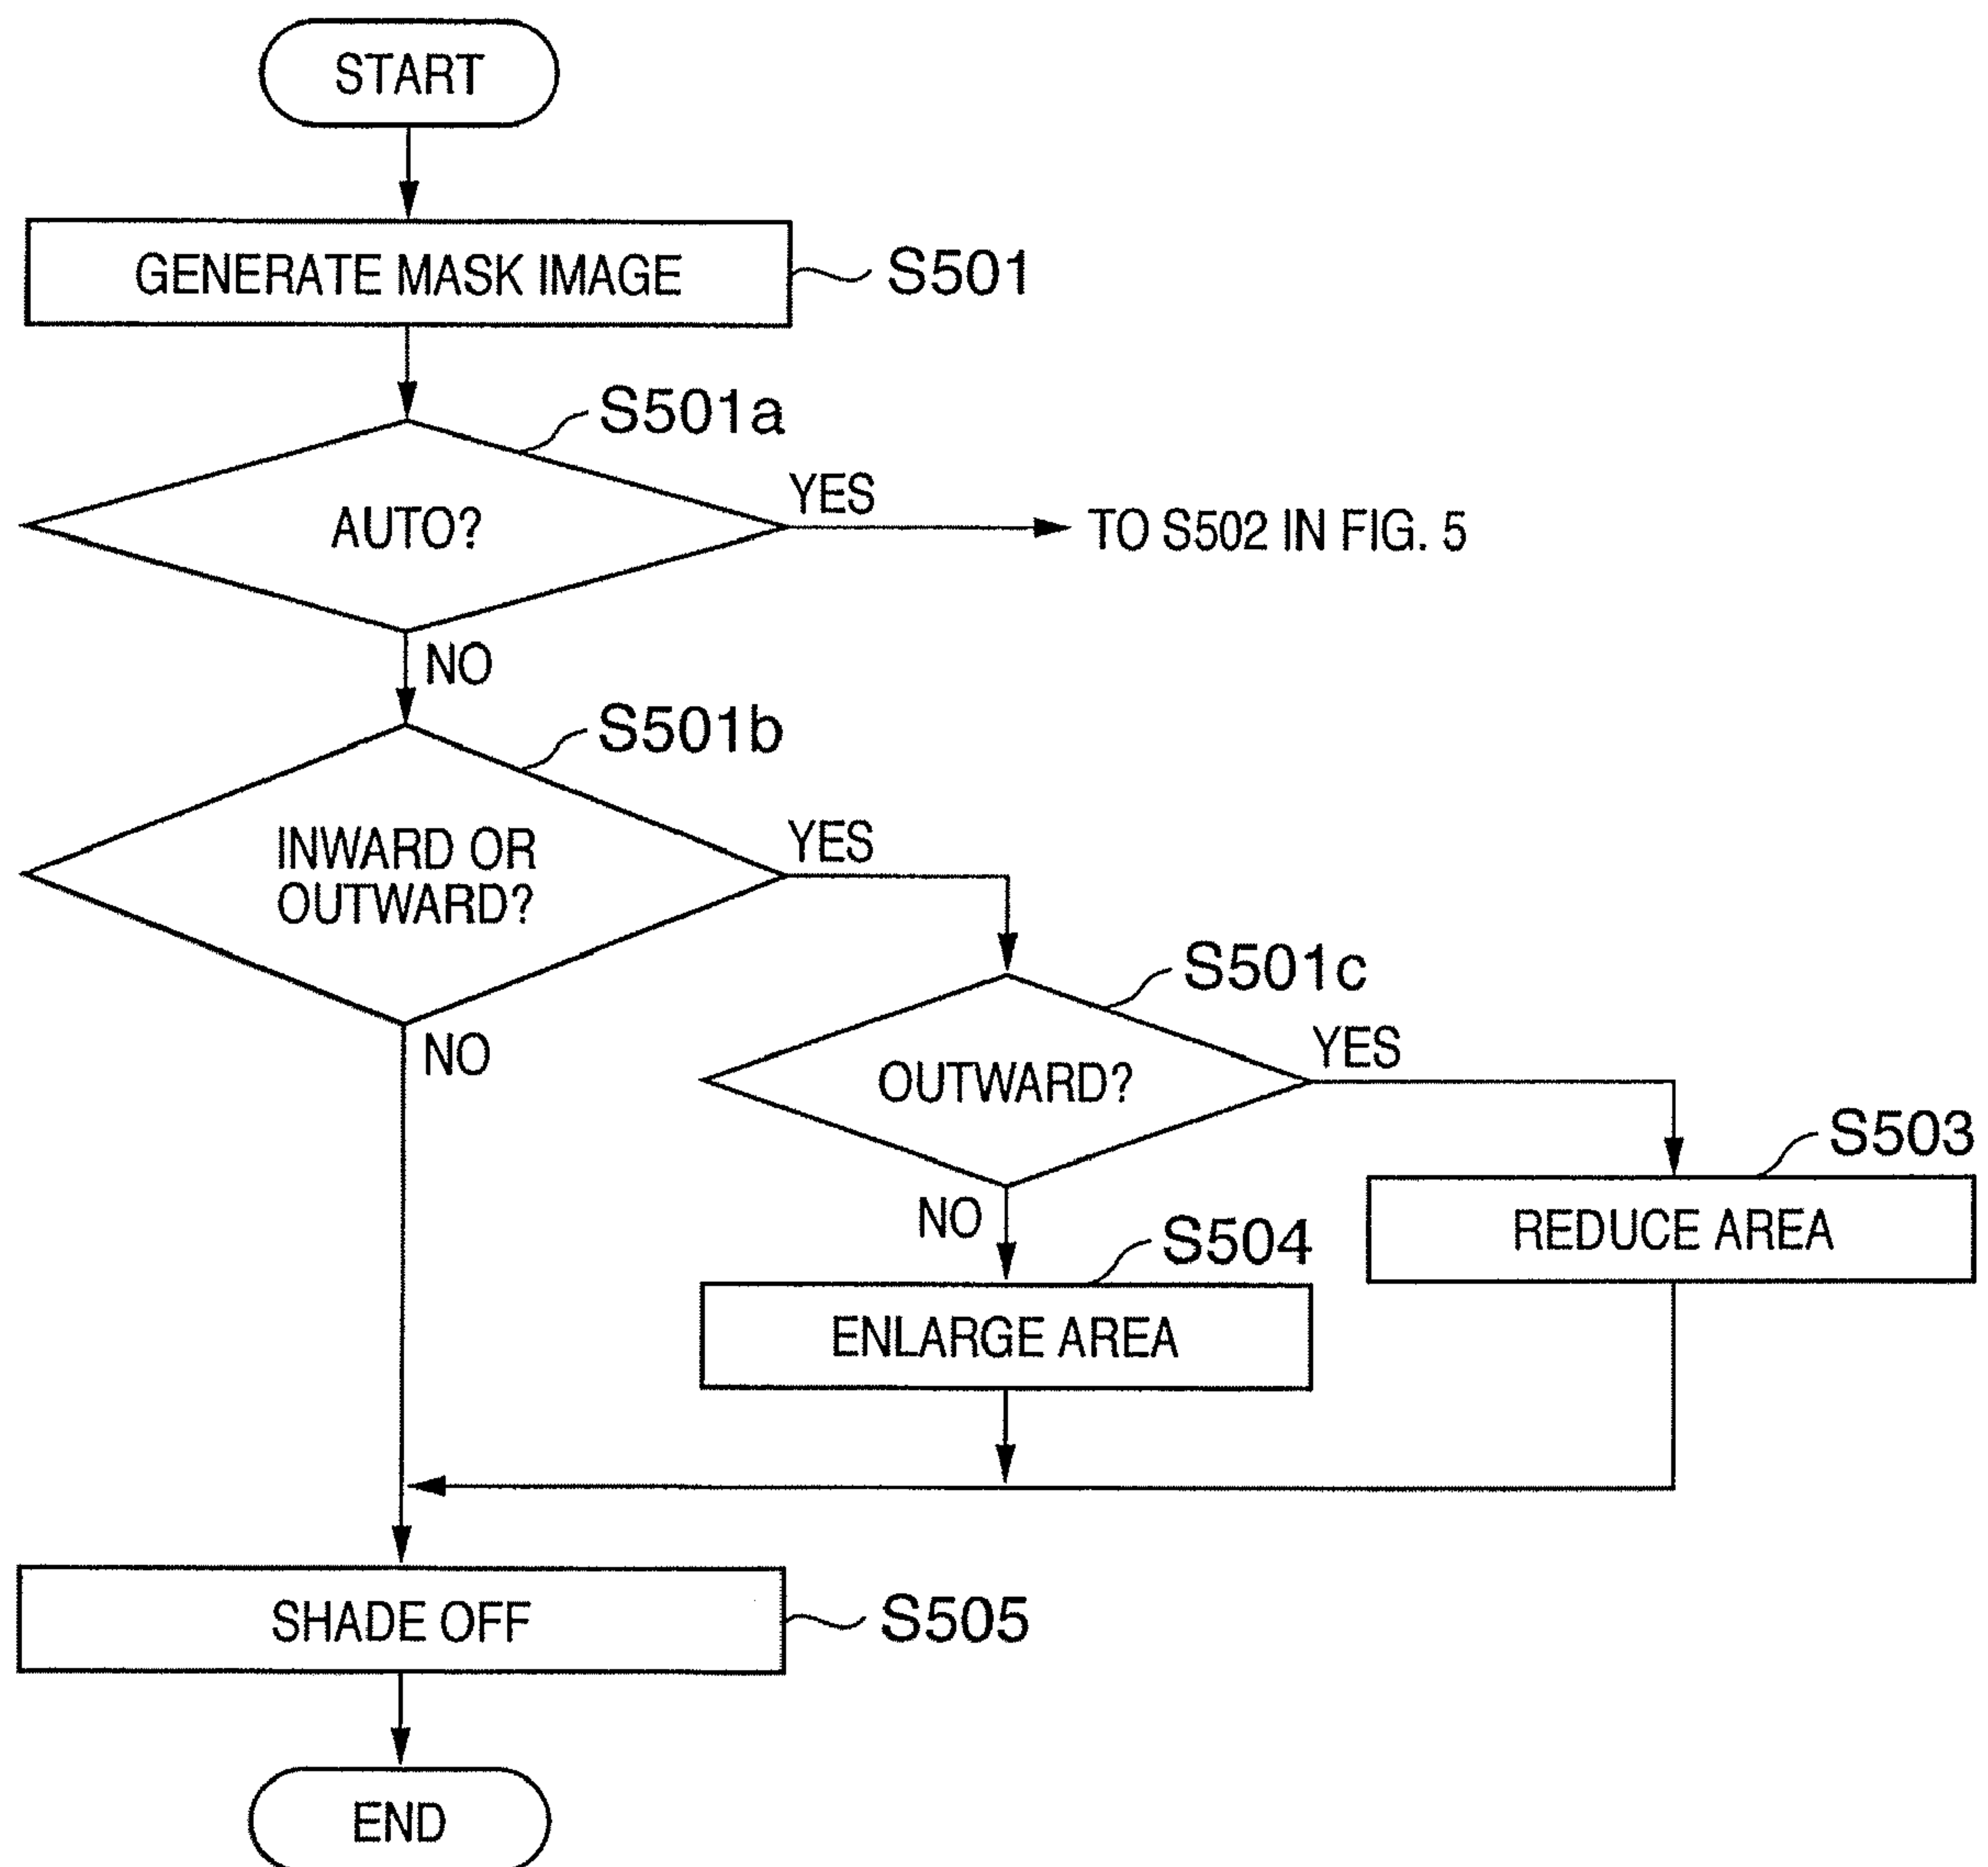 START
GENERATE MASK IMAGE
S501
S501a
AUTO?
YES
TO S502 IN FIG. 5
NO
S501b
INWARD OR
OUTWARD?
YES
NO
S501c
OUTWARD?
YES
NO
S503
REDUCE AREA
S504
ENLARGE AREA
SHADE OFF
S505
END